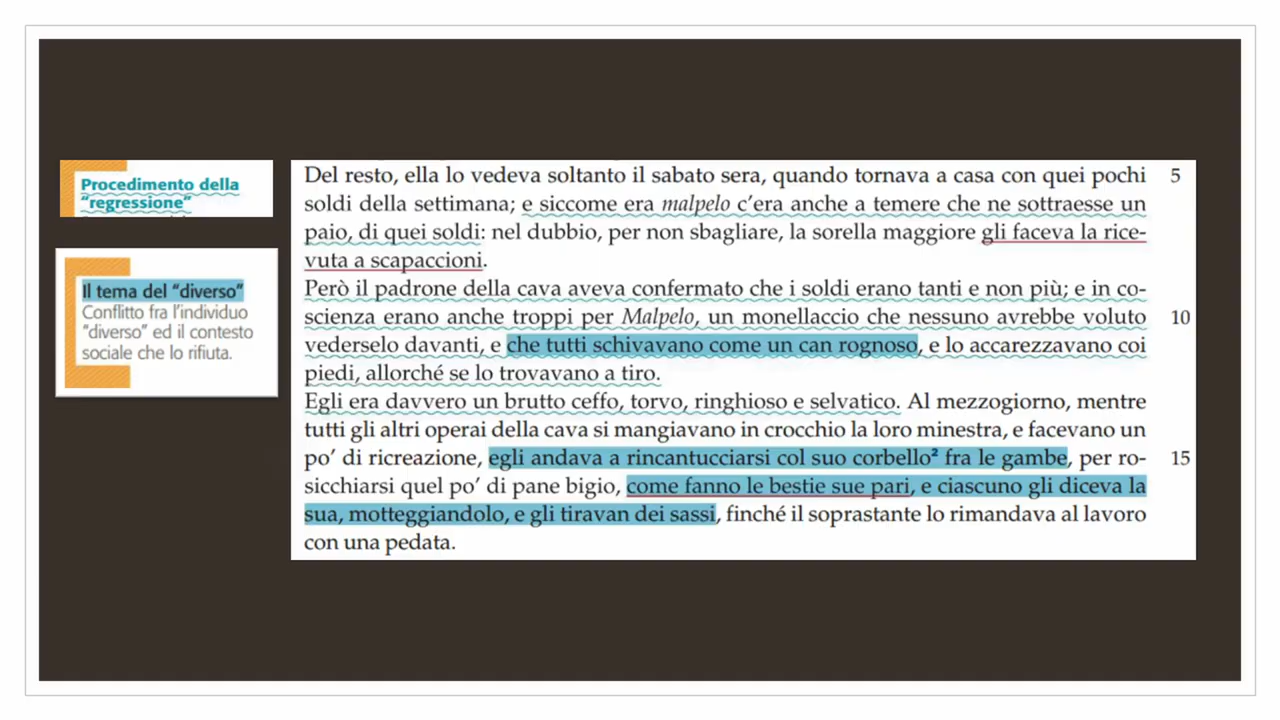 Procedimento della
"regressione"
Il tema del "diverso"
Conflitto fra l'individuo
"diverso" ed il contesto
sociale che lo rifiuta.
Del resto, ella lo vedeva soltanto il sabato sera, quando tornava a casa con quei pochi 5
soldi della settimana; e siccome era malpelo c'era anche a temere che ne sottraesse un
paio, di quei soldi: nel dubbio, per non sbagliare, la sorella maggiore gli faceva la rice-
vuta a scapaccioni.
Però il padrone della cava aveva confermato che i soldi erano tanti e non più; e in co-
scienza erano anche troppi per Malpelo, un monellaccio che nessuno avrebbe voluto 10
vederselo davanti, e che tutti schivavano come un can rognoso, e lo accarezzavano coi
piedi, allorché se lo trovavano a tiro.
Egli era davvero un brutto ceffo, torvo, ringhioso e selvatico. Al mezzogiorno, mentre
tutti gli altri operai della cava si mangiavano in crocchio la loro minestra, e facevano un
po' di ricreazione, egli andava a rincantucciarsi col suo corbello² fra le gambe, per ro- 15
sicchiarsi quel po' di pane bigio, come fanno le bestie sue pari, e ciascuno gli diceva la
sua, motteggiandolo, e gli tiravan dei sassi, finché il soprastante lo rimandava al lavoro
con una pedata.